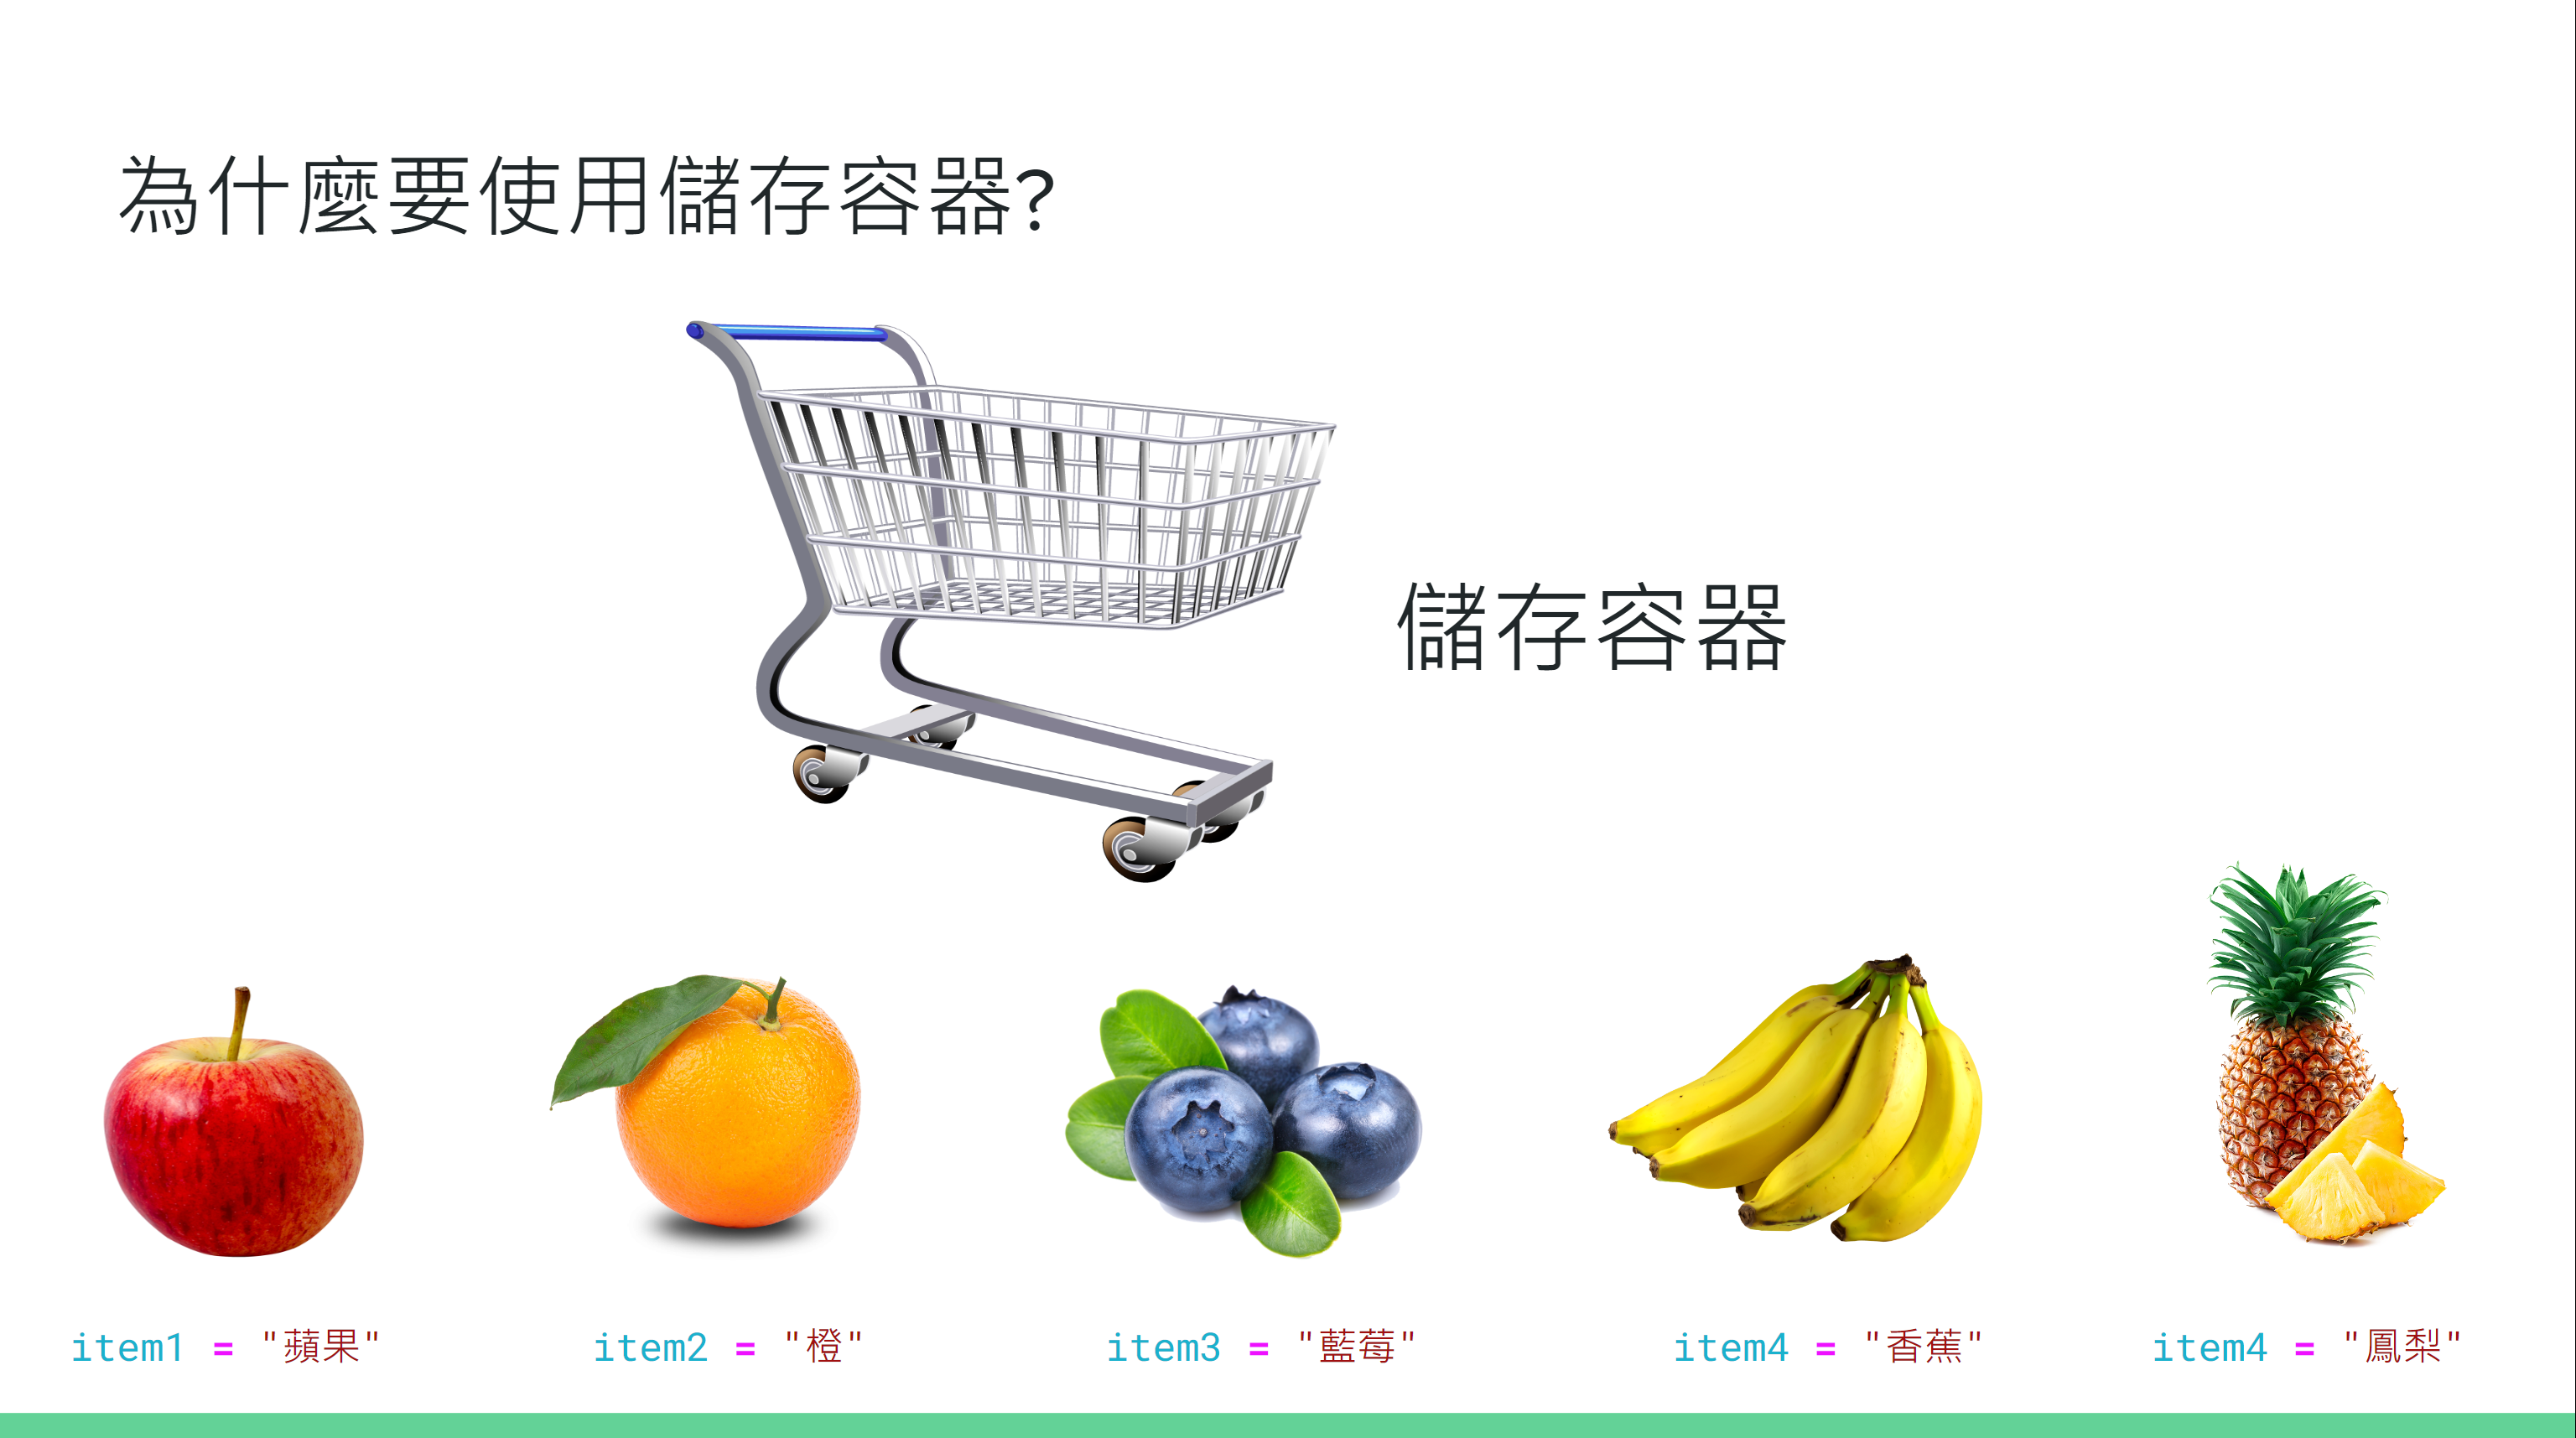 為什麼要使用儲存容器?
儲存容器
item1 = "蘋果"
item2 = "橙"
item3 = "藍莓"
item4 = "香蕉"
item4 = "鳳梨"